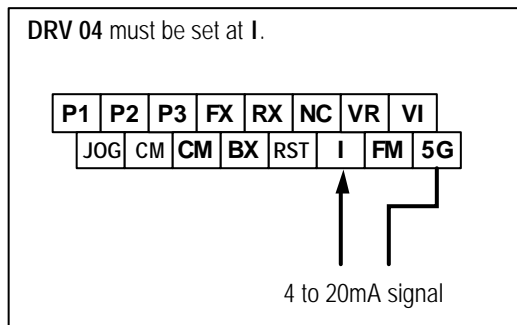 DRV 04 must be set at I.
P1 P2 P3 FX RX NC VR VI
JOG CM CM BX RST I FM 5G
4 to 20mA signal